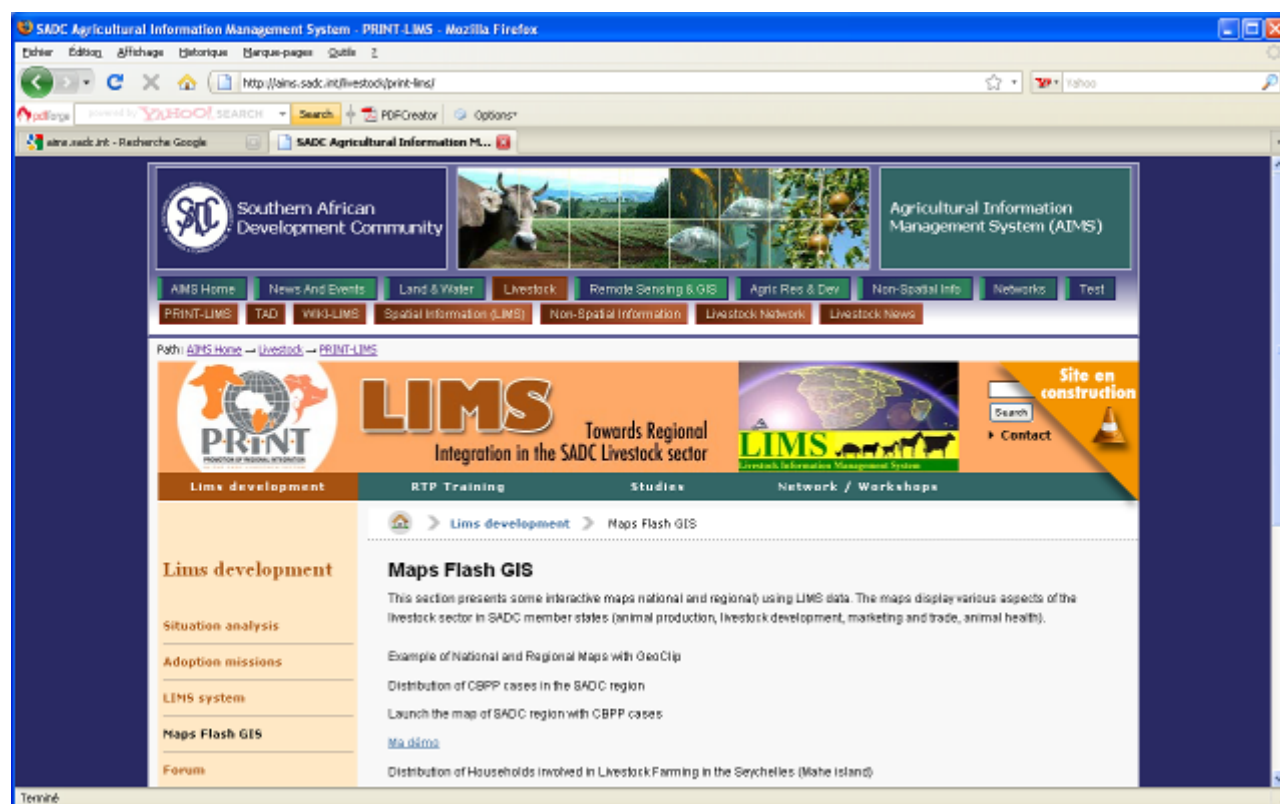 SADC Agricultural Information Management System - PRINT-LIMS - Mozilla Firefox
Fichier Édition Affichage Historique Marque-pages Outils ?
http://aims.sadc.int/livestock/print-lims/
Yahoo
pdfforge powered by YAHOO! SEARCH Search PDFCreator Options
aims.sadc.int - Recherche Google SADC Agricultural Information M...
SADC
Southern African
Development Community
Agricultural Information
Management System (AIMS)
AIMS Home News And Events Land & Water Livestock Remote Sensing & GIS Agric Res & Dev Non-Spatial Info Networks Test
PRINT-LIMS TAD WIKI-LIMS Spatial Information (LIMS) Non-Spatial Information Livestock Network Livestock News
Path: AIMS Home → Livestock → PRINT-LIMS
PRINT
PROMOTION OF REGIONAL INTEGRATION
LIMS
Towards Regional
Integration in the SADC Livestock sector
LIMS
Livestock Information Management System
Search
Contact
Site en
construction
Lims development RTP Training Studies Network / Workshops
Lims development > Maps Flash GIS
Lims development
Situation analysis
Adoption missions
LIMS system
Maps Flash GIS
Forum
Maps Flash GIS
This section presents some interactive maps national and regional) using LIMS data. The maps display various aspects of the
livestock sector in SADC member states (animal production, livestock development, marketing and trade, animal health).
Example of National and Regional Maps with GeoClip
Distribution of CBPP cases in the SADC region
Launch the map of SADC region with CBPP cases
Ma démo
Distribution of Households involved in Livestock Farming in the Seychelles (Mahe island)
Terminé